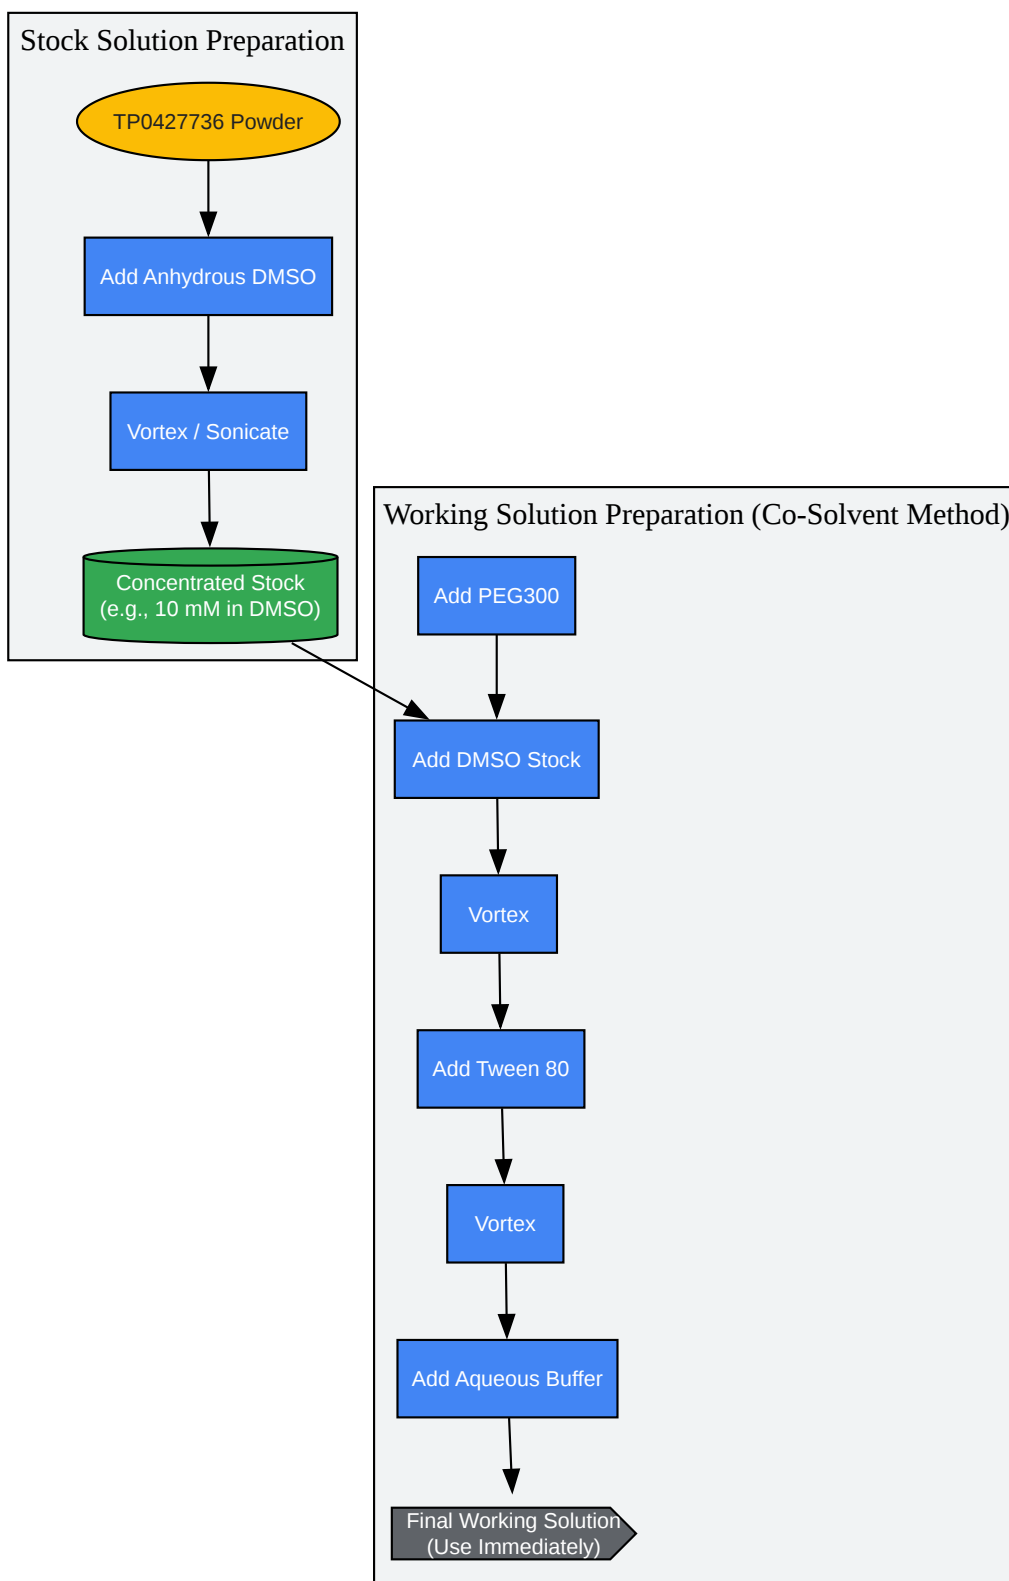 Stock Solution Preparation
TP0427736 Powder
Add Anhydrous DMSO
Vortex / Sonicate
Concentrated Stock
(e.g., 10 mM in DMSO)
Working Solution Preparation (Co-Solvent Method)
Add PEG300
Add DMSO Stock
Vortex
Add Tween 80
Vortex
Add Aqueous Buffer
Final Working Solution
(Use Immediately)